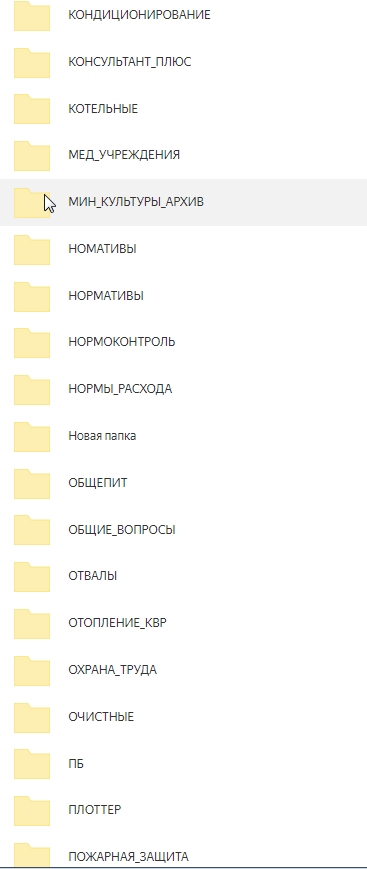 КОНДИЦИОНИРОВАНИЕ
КОНСУЛЬТАНТ_ПЛЮС
КОТЕЛЬНЫЕ
МЕД_УЧРЕЖДЕНИЯ
МИН_КУЛЬТУРЫ_АРХИВ
НОМАТИВЫ
НОРМАТИВЫ
НОРМОКОНТРОЛЬ
НОРМЫ_РАСХОДА
Новая папка
ОБЩЕПИТ
ОБЩИЕ_ВОПРОСЫ
ОТВАЛЫ
ОТОПЛЕНИЕ_КВР
ОХРАНА_ТРУДА
ОЧИСТНЫЕ
ПБ
ПЛОТТЕР
ПОЖАРНАЯ_ЗАЩИТА